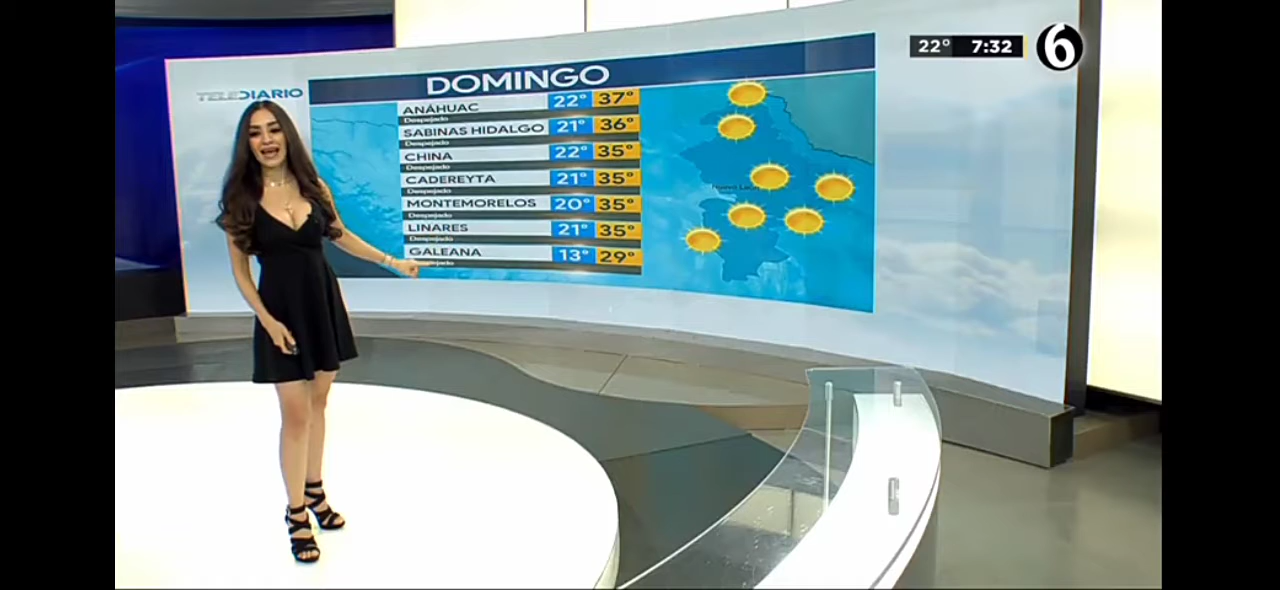 22° 7:32 6
TELEDIARIO
DOMINGO
ANÁHUAC 22° 37°
Despejado
SABINAS HIDALGO 21° 36°
Despejado
CHINA 22° 35°
Despejado
CADEREYTA 21° 35°
Despejado
MONTEMORELOS 20° 35°
Despejado
LINARES 21° 35°
Despejado
GALEANA 13° 29°